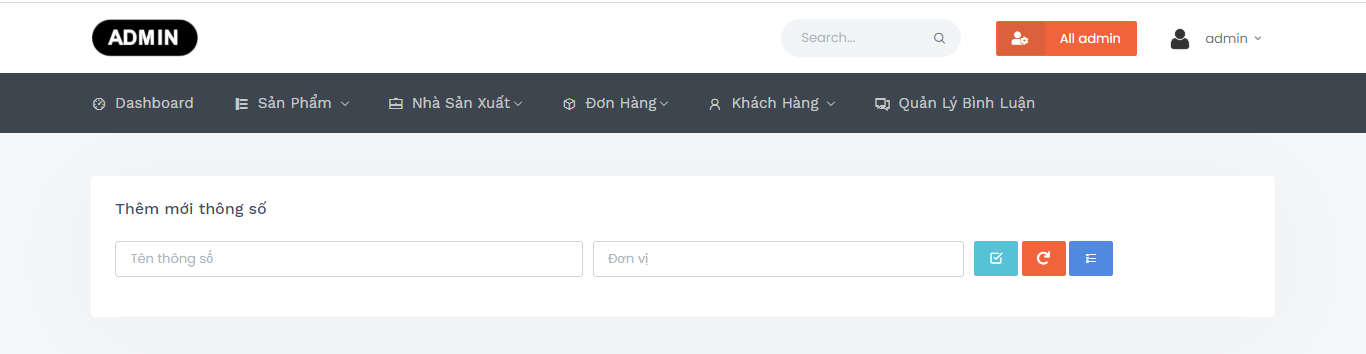 ADMIN
Search...
All admin
admin
Dashboard
Sản Phẩm
Nhà Sản Xuất
Đơn Hàng
Khách Hàng
Quản Lý Bình Luận
Thêm mới thông số
Tên thông số
Đơn vị